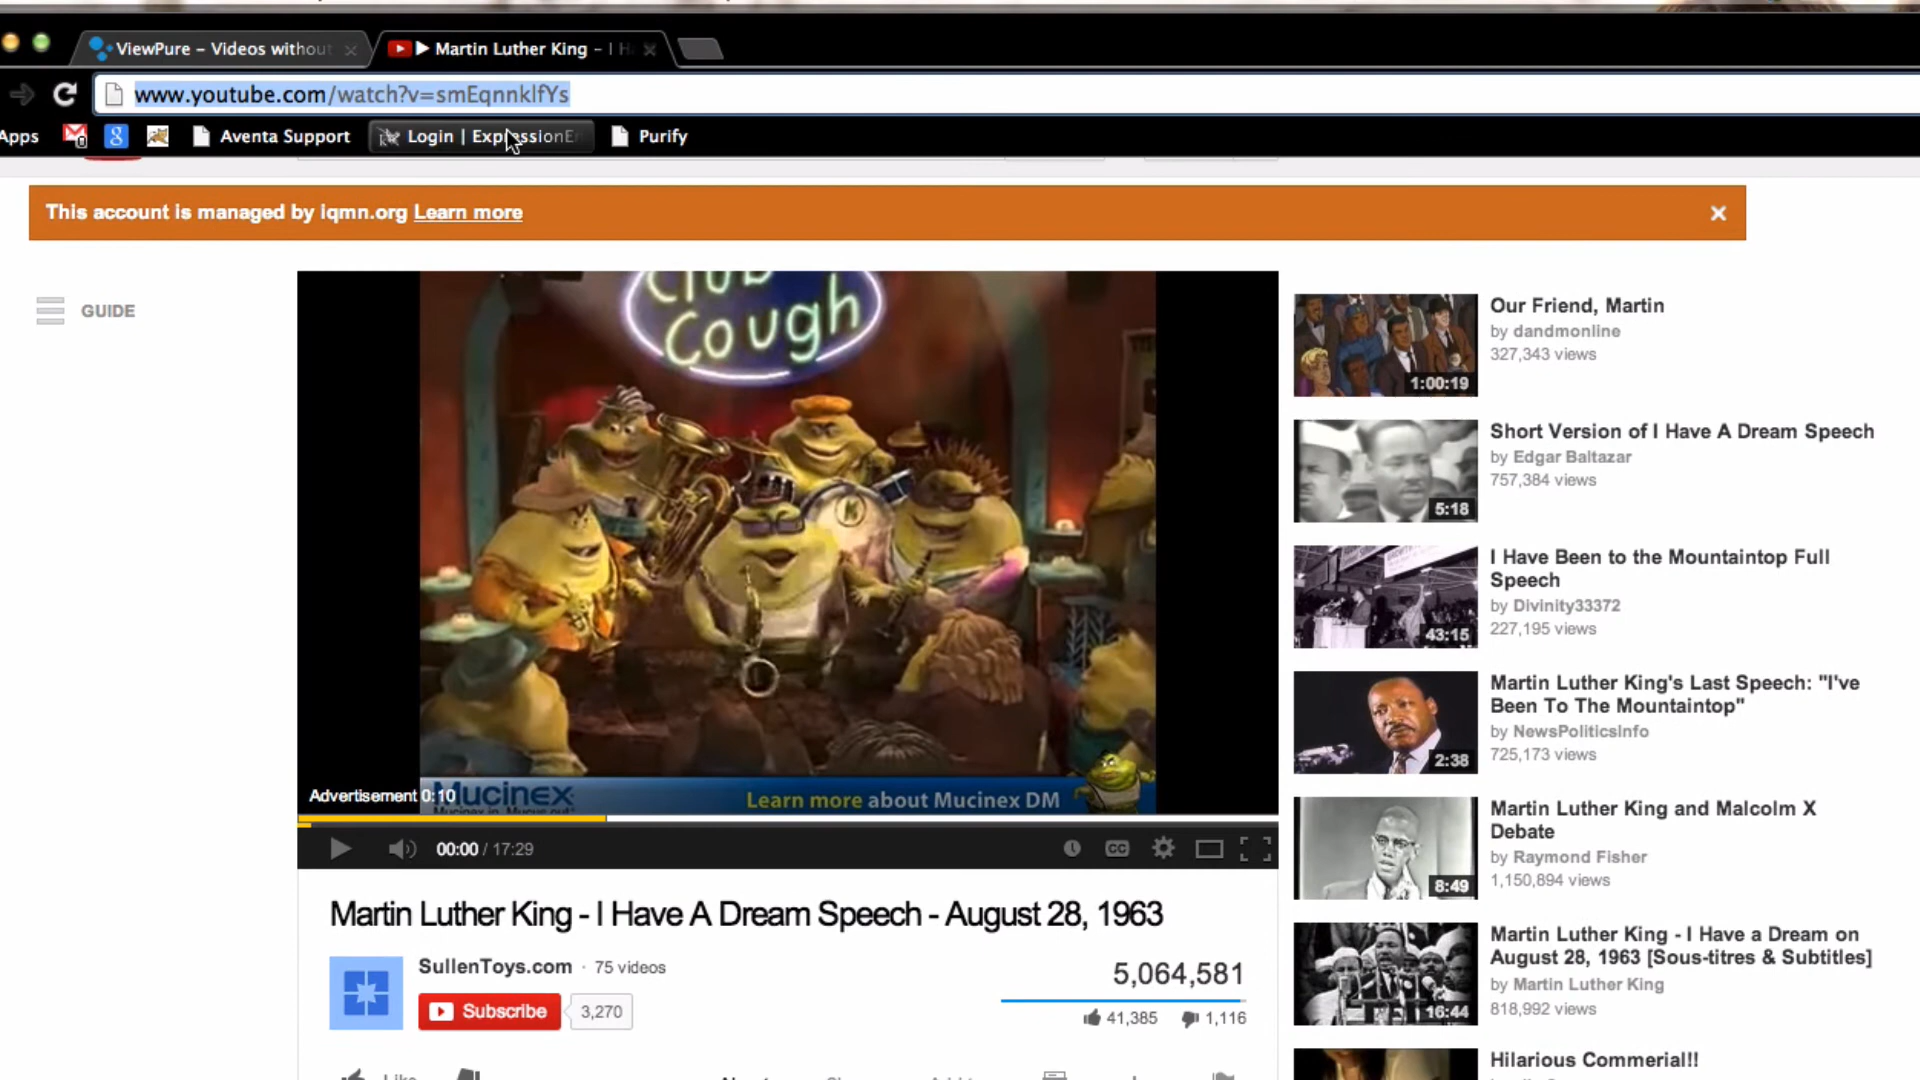 ViewPure – Videos without
Martin Luther King – I H
www.youtube.com/watch?v=smEqnnklfYs
Apps
Aventa Support
Login | ExpressionE
Purify
This account is managed by iqmn.org Learn more
GUIDE
Club
Cough
Advertisement 0:10
Mucinex
Mucinex in. Mucus out.
Learn more about Mucinex DM
00:00 / 17:29
CC
Martin Luther King - I Have A Dream Speech - August 28, 1963
SullenToys.com · 75 videos
5,064,581
Subscribe
3,270
41,385
1,116
Like
Our Friend, Martin
by dandmonline
327,343 views
1:00:19
Short Version of I Have A Dream Speech
by Edgar Baltazar
757,384 views
5:18
I Have Been to the Mountaintop Full
Speech
by Divinity33372
227,195 views
43:15
Martin Luther King's Last Speech: "I've
Been To The Mountaintop"
by NewsPoliticsInfo
725,173 views
2:38
Martin Luther King and Malcolm X
Debate
by Raymond Fisher
1,150,894 views
8:49
Martin Luther King - I Have a Dream on
August 28, 1963 [Sous-titres & Subtitles]
by Martin Luther King
818,992 views
16:44
Hilarious Commerial!!